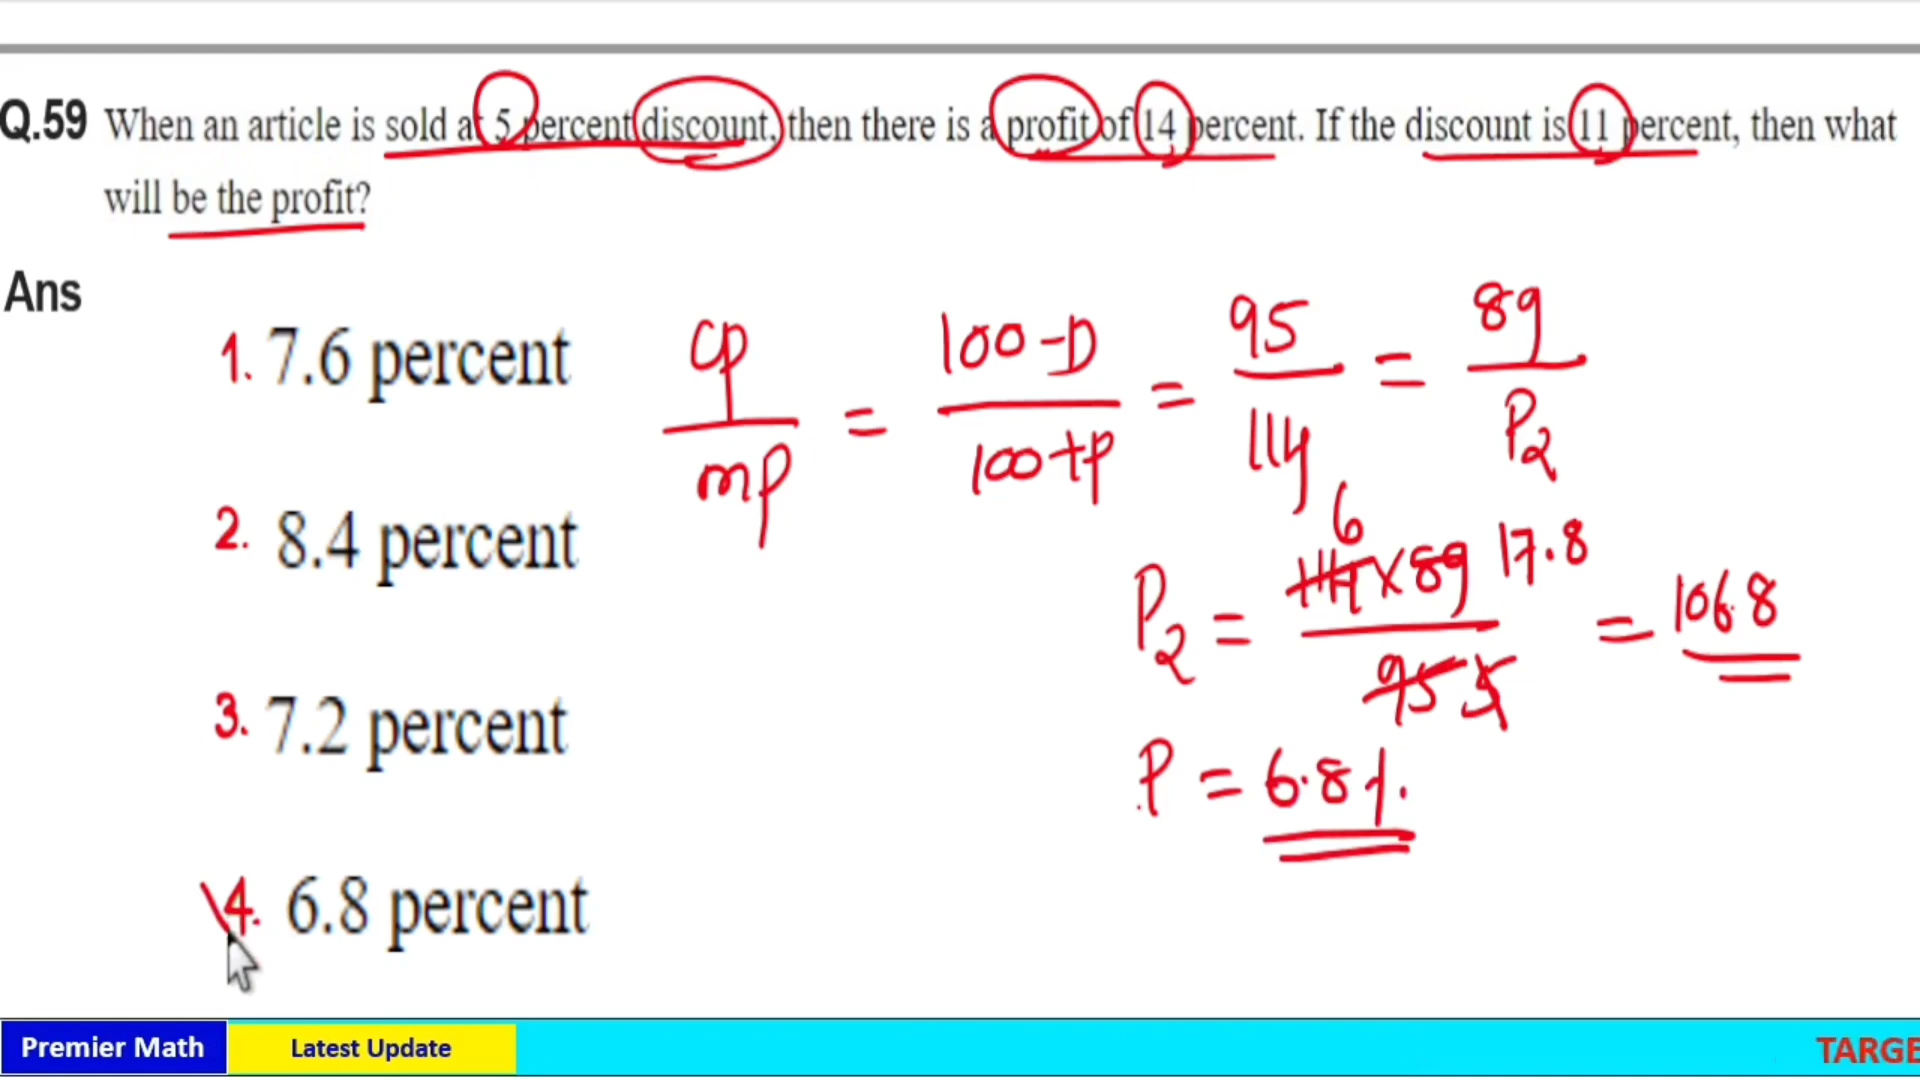 Q.59 When an article is sold at 5 percent discount, then there is a profit of 14 percent. If the discount is 11 percent, then what
will be the profit?
Ans
1. 7.6 percent
2. 8.4 percent
3. 7.2 percent
4. 6.8 percent
CP/mp = 100-D/100+P = 95/114 = 89/P2
P2 = 114×89/95 6 17.8 5 = 106.8
P = 6.8%
Premier Math
Latest Update
TARGE